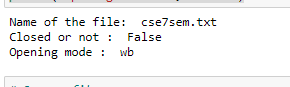 Name of the file:  cse7sem.txt
Closed or not :  False
Opening mode :  wb